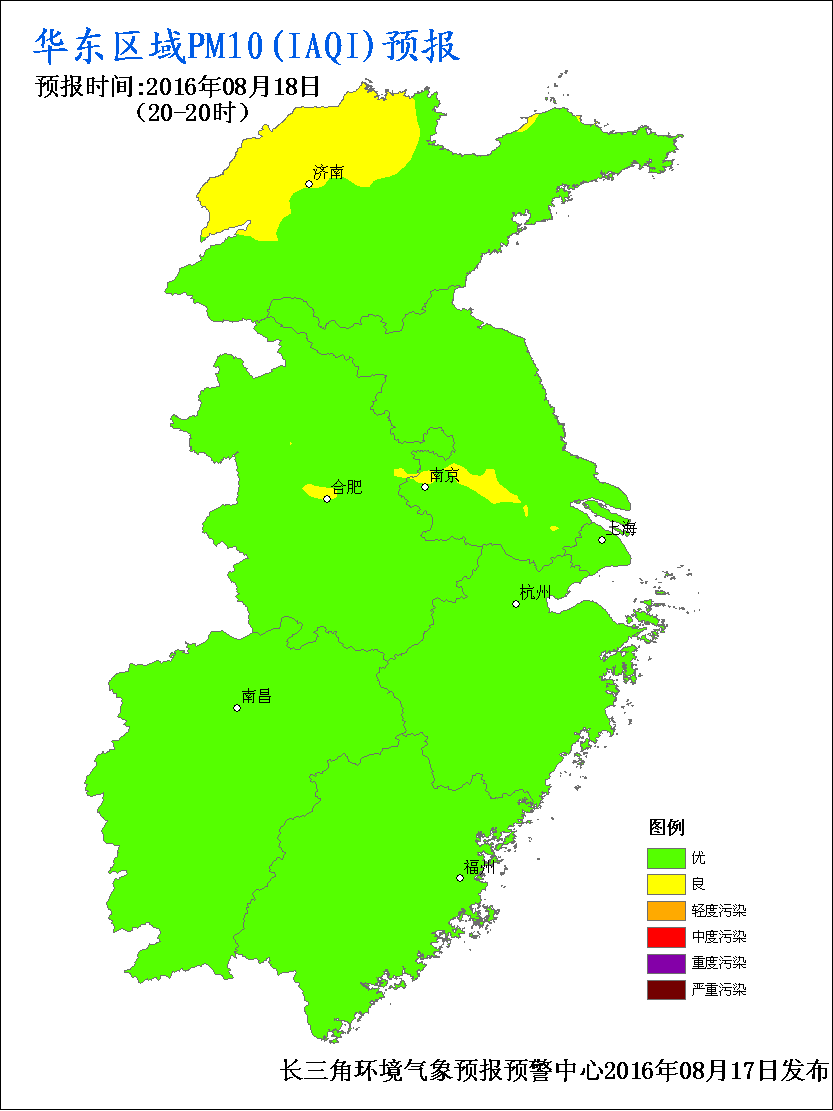 华东区域PM10(IAQI)预报
预报时间:2016年08月18日
(20-20时)
济南
南京
合肥
上海
杭州
南昌
福州
图例
优
良
轻度污染
中度污染
重度污染
严重污染
长三角环境气象预报预警中心2016年08月17日发布